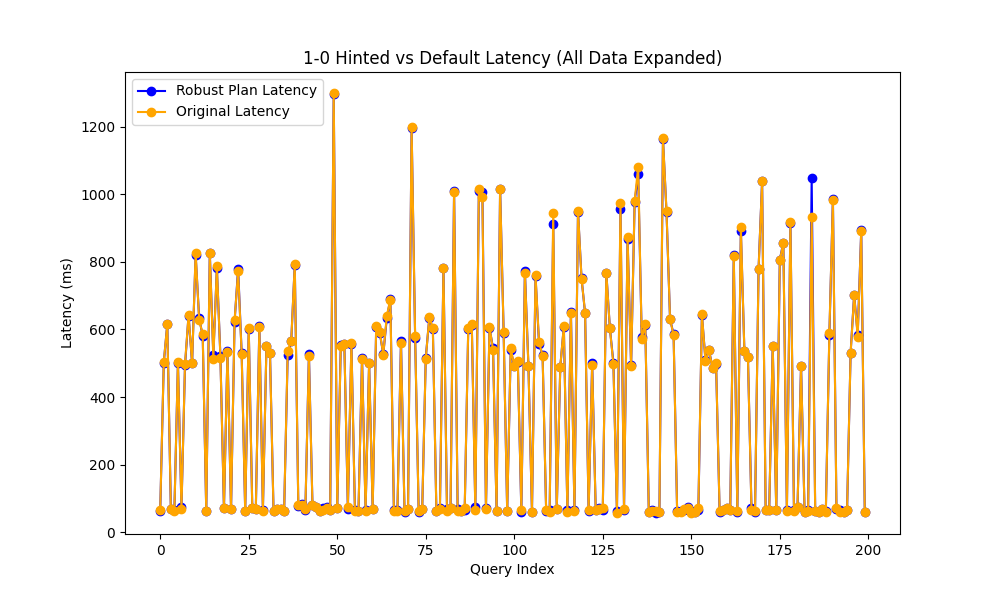 1-0 Hinted vs Default Latency (All Data Expanded)
Robust Plan Latency
Original Latency
Latency (ms)
1200
1000
800
600
400
200
0
0 25 50 75 100 125 150 175 200
Query Index